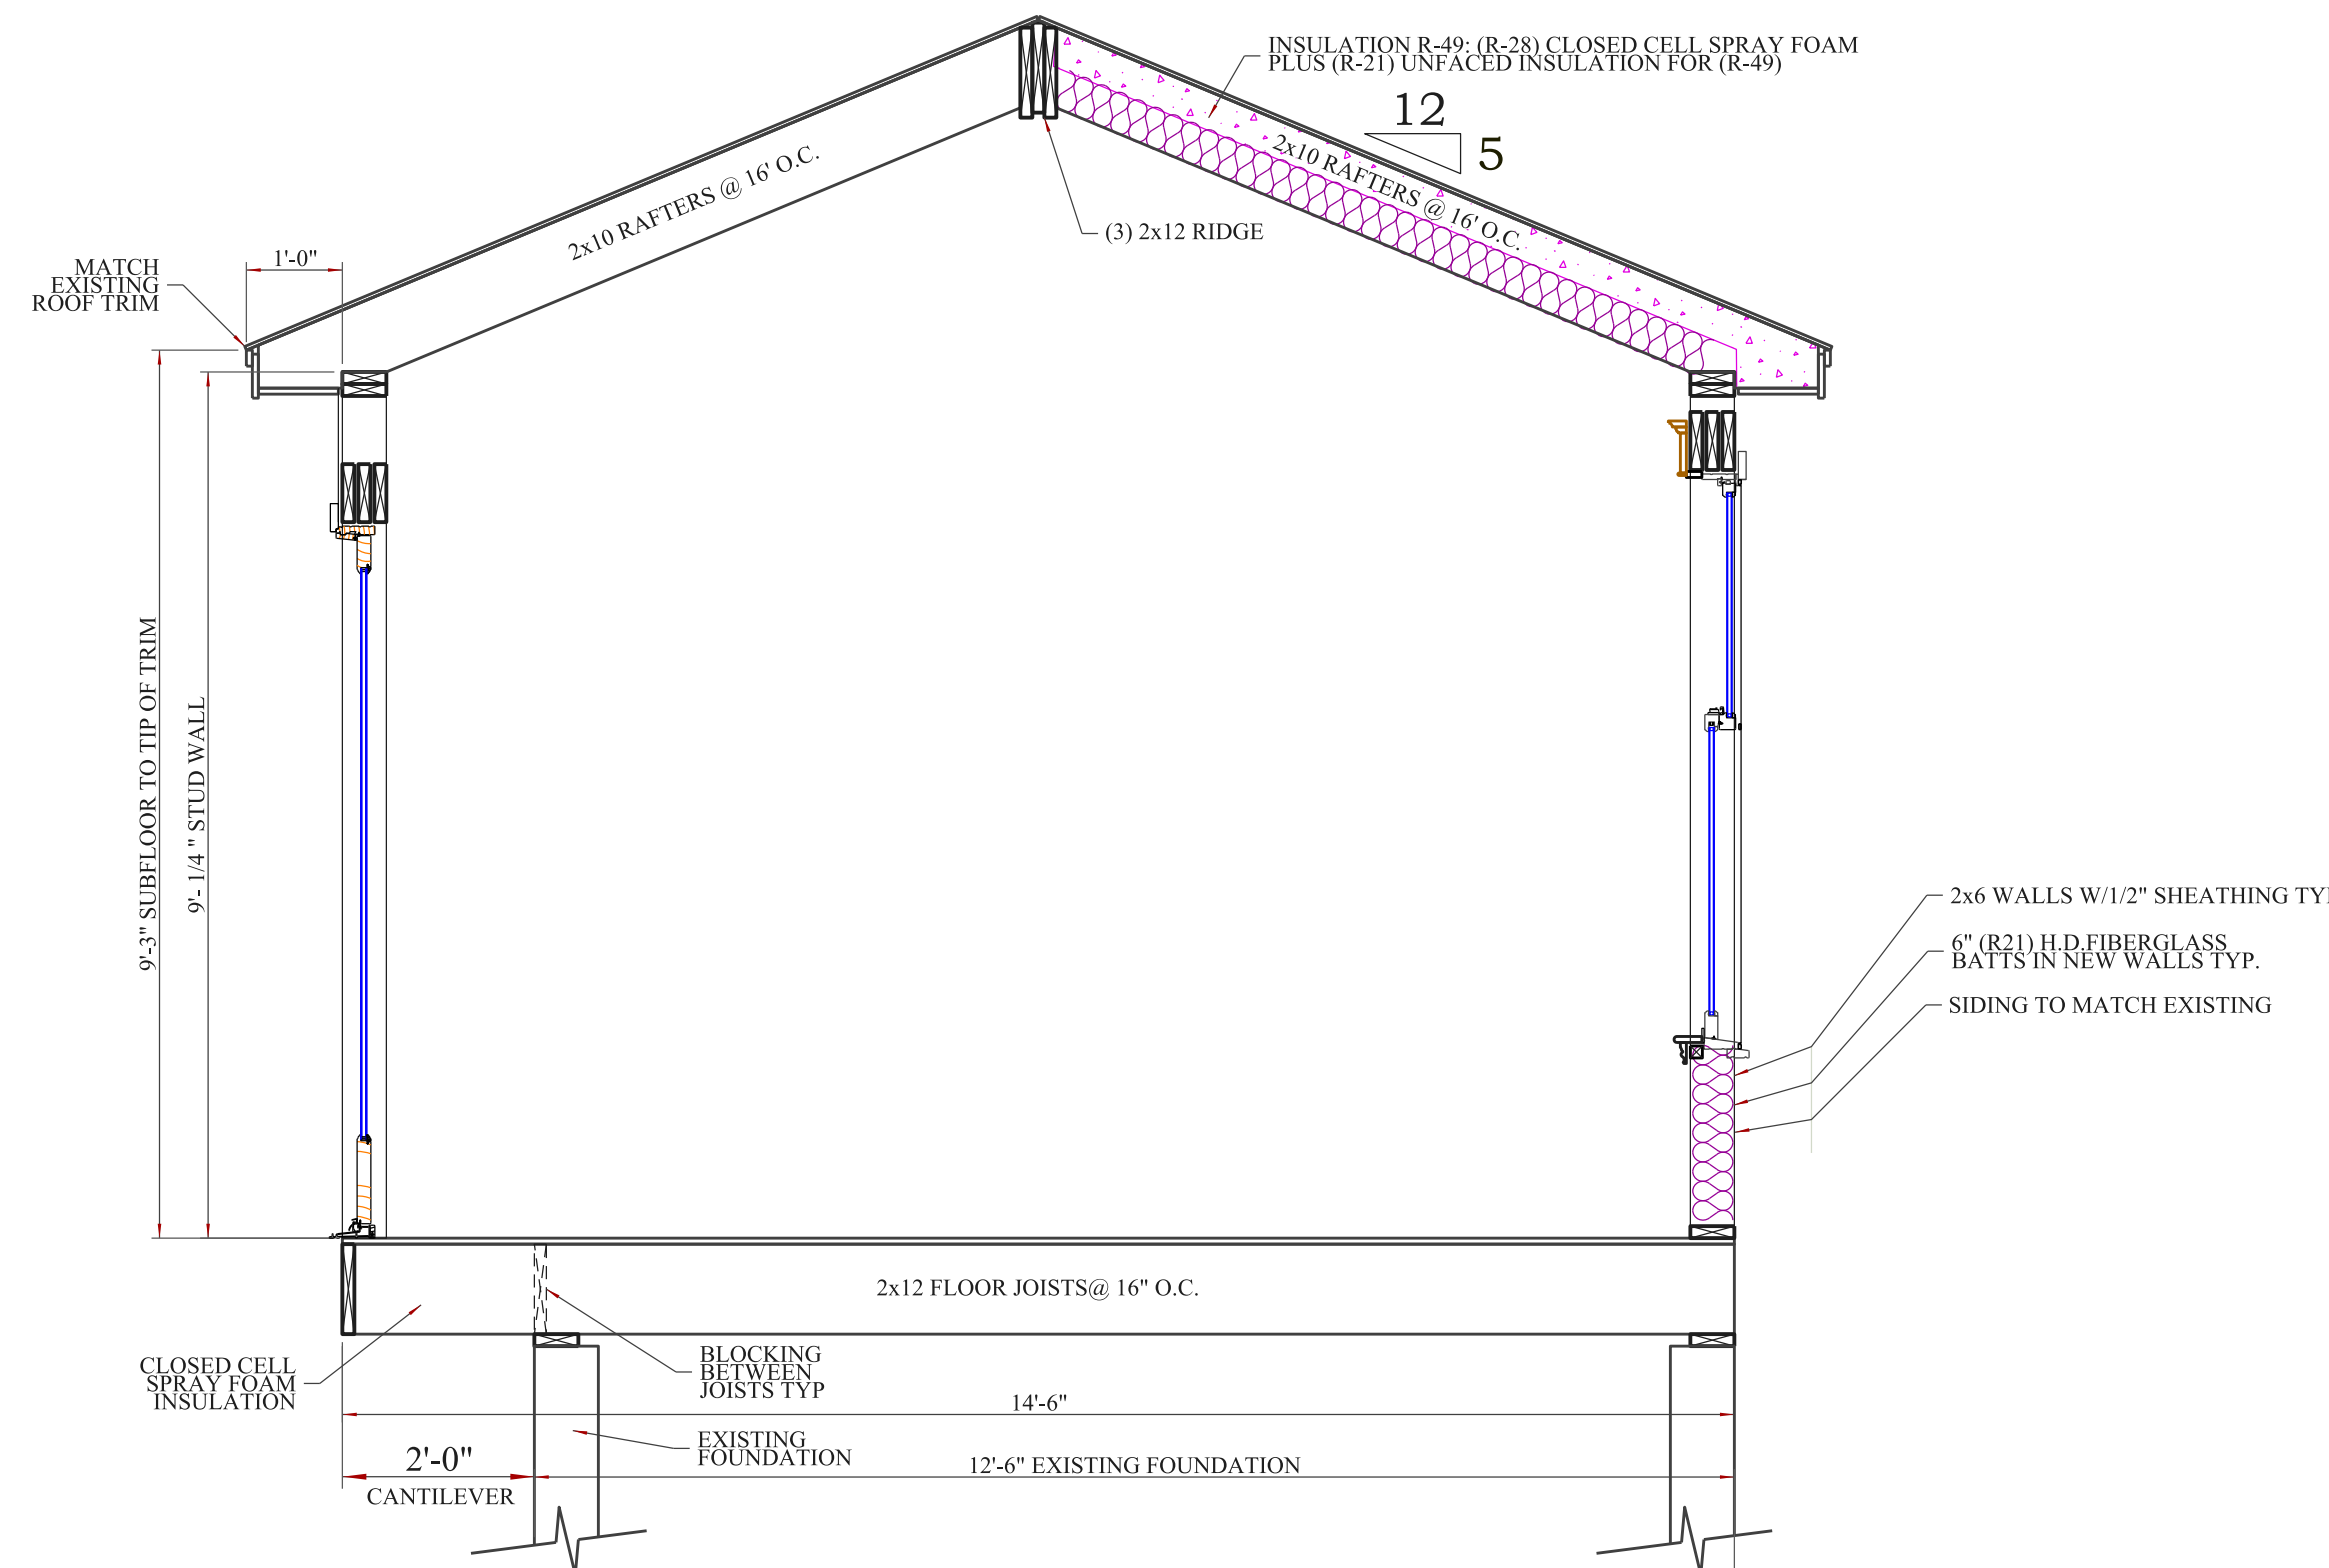 INSULATION R-49: (R-28) CLOSED CELL SPRAY FOAM
PLUS (R-21) UNFACED INSULATION FOR (R-49)
12
5
2x10 RAFTERS @ 16' O.C.
2x10 RAFTERS @ 16' O.C.
(3) 2x12 RIDGE
1'-0"
MATCH
EXISTING
ROOF TRIM
9'-3" SUBFLOOR TO TIP OF TRIM
9'- 1/4 " STUD WALL
2x6 WALLS W/1/2" SHEATHING TY
6" (R21) H.D.FIBERGLASS
BATTS IN NEW WALLS TYP.
SIDING TO MATCH EXISTING
2x12 FLOOR JOISTS@ 16" O.C.
CLOSED CELL
SPRAY FOAM
INSULATION
BLOCKING
BETWEEN
JOISTS TYP
14'-6"
EXISTING
FOUNDATION
2'-0"
CANTILEVER
12'-6" EXISTING FOUNDATION